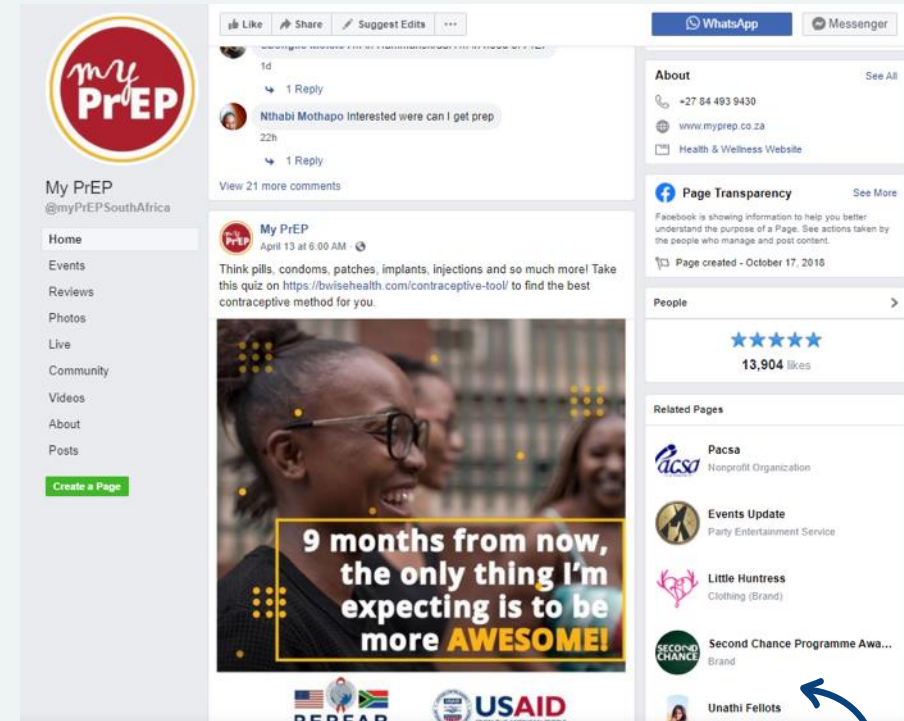 my
PrEP
My PrEP
@myPrEPSouthAfrica
Home
Events
Reviews
Photos
Live
Community
Videos
About
Posts
Create a Page
Like
Share
Suggest Edits
1d
1 Reply
Nthabi Mothapo Interested were can I get prep
22h
1 Reply
View 21 more comments
My PrEP
April 13 at 6:00 AM
Think pills, condoms, patches, implants, injections and so much more! Take
this quiz on https://bwisehealth.com/contraceptive-tool/ to find the best
contraceptive method for you.
9 months from now,
the only thing I'm
expecting is to be
more AWESOME!
PEPFAR
USAID
WhatsApp
Messenger
About
See All
+27 84 493 9430
www.myprep.co.za
Health & Wellness Website
Page Transparency
See More
Facebook is showing information to help you better
understand the purpose of a Page. See actions taken by
the people who manage and post content.
Page created - October 17, 2018
People
13,904 likes
Related Pages
Pacsa
Nonprofit Organization
Events Update
Party Entertainment Service
Little Huntress
Clothing (Brand)
SECOND
CHANCE
Second Chance Programme Awa...
Brand
Unathi Fellots